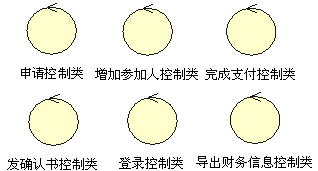 申请控制类 增加参加人控制类 完成支付控制类
发确认书控制类 登录控制类 导出财务信息控制类